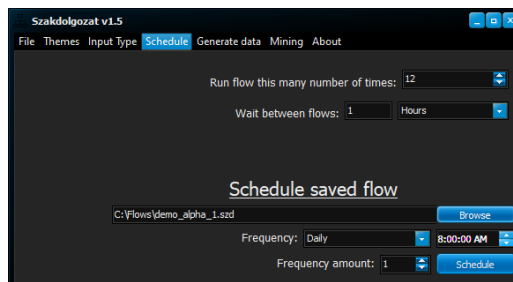 Szakdolgozat v1.5
File Themes Input Type Schedule Generate data Mining About
Run flow this many number of times: 12
Wait between flows: 1 Hours
Schedule saved flow
C:\Flows\demo_alpha_1.szd Browse
Frequency: Daily 8:00:00 AM
Frequency amount: 1 Schedule